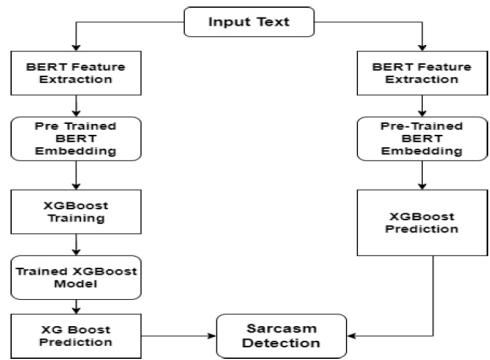 Input Text
BERT Feature
Extraction
Pre Trained
BERT
Embedding
XGBoost
Training
Trained XGBoost
Model
XG Boost
Prediction
BERT Feature
Extraction
Pre-Trained
BERT
Embedding
XGBoost
Prediction
Sarcasm
Detection